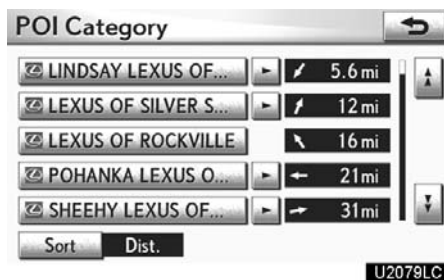 POI Category
LINDSAY LEXUS OF... 5.6 mi
LEXUS OF SILVER S... 12 mi
LEXUS OF ROCKVILLE 16 mi
POHANKA LEXUS O... 21 mi
SHEEHY LEXUS OF... 31 mi
Sort Dist.
U2079LC